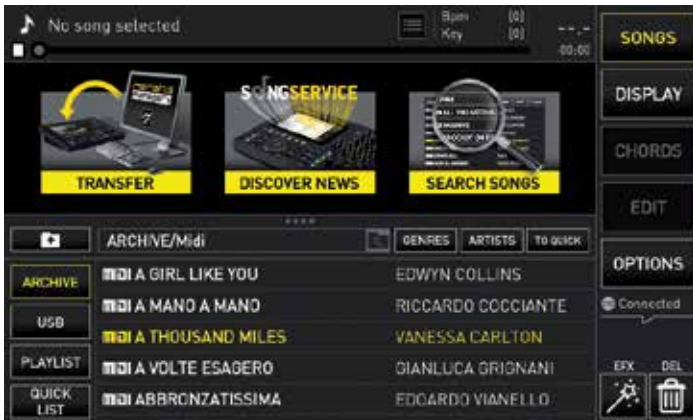 No song selected
Bpm [0]
Key [0]
--.-
00:00
SONGS
DISPLAY
CHORDS
EDIT
OPTIONS
Connected
EFX DEL
TRANSFER
SONGSERVICE
DISCOVER NEWS
SEARCH SONGS
ARCHIVE/Midi
GENRES
ARTISTS
TO QUICK
ARCHIVE
USB
PLAYLIST
QUICK
LIST
MIDI A GIRL LIKE YOU EDWYN COLLINS
MIDI A MANO A MANO RICCARDO COCCIANTE
MIDI A THOUSAND MILES VANESSA CARLTON
MIDI A VOLTE ESAGERO GIANLUCA GRIGNANI
MIDI ABBRONZATISSIMA EDOARDO VIANELLO